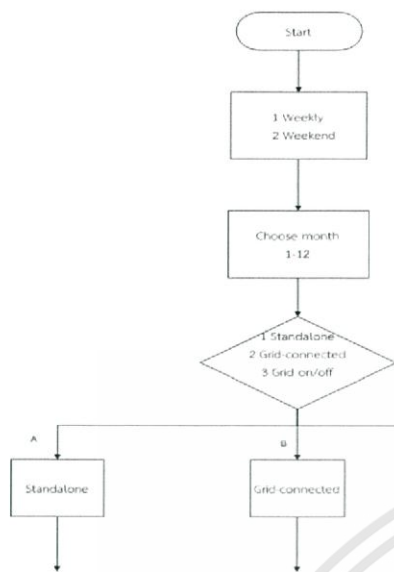 Start
1 Weekly
2 Weekend
Choose month
1-12
1 Standalone
2 Grid-connected
3 Grid on/off
A
B
Standalone
Grid-connected